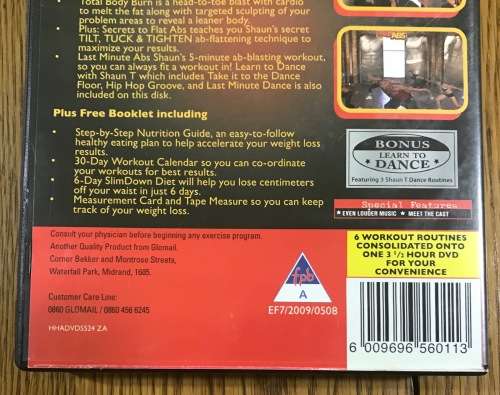 Total Body Burn is a head-to-toe blast with cardio
to melt the fat along with targeted sculpting of your
problem areas to reveal a leaner body.
• Plus: Secrets to Flat Abs teaches you Shaun's secret
TILT, TUCK & TIGHTEN ab-flattening technique to
maximize your results.
• Last Minute Abs Shaun's 5-minute ab-blasting workout,
so you can always fit a workout in! Learn to Dance
with Shaun T which includes Take it to the Dance
Floor, Hip Hop Groove, and Last Minute Dance is also
included on this disk.
ABS
Plus Free Booklet including
• Step-by-Step Nutrition Guide, an easy-to-follow
healthy eating plan to help accelerate your weight loss
results.
• 30-Day Workout Calendar so you can co-ordinate
your workouts for best results.
• 6-Day SlimDown Diet will help you lose centimeters
off your waist in just 6 days.
• Measurement Card and Tape Measure so you can keep
track of your weight loss.
BONUS
LEARN TO
DANCE
Featuring 3 Shaun T Dance Routines
Special Features
• EVEN LOUDER MUSIC • MEET THE CAST
Consult your physician before beginning any exercise program.
Another Quality Product from Glomail.
Corner Bekker and Montrose Streets,
Waterfall Park, Midrand, 1685.
Customer Care Line:
0860 GLOMAIL / 0860 456 6245
HHADVD5534 ZA
fpb
A
EF7/2009/0508
6 WORKOUT ROUTINES
CONSOLIDATED ONTO
ONE 3 1/2 HOUR DVD
FOR YOUR
CONVENIENCE
6 009696 560113